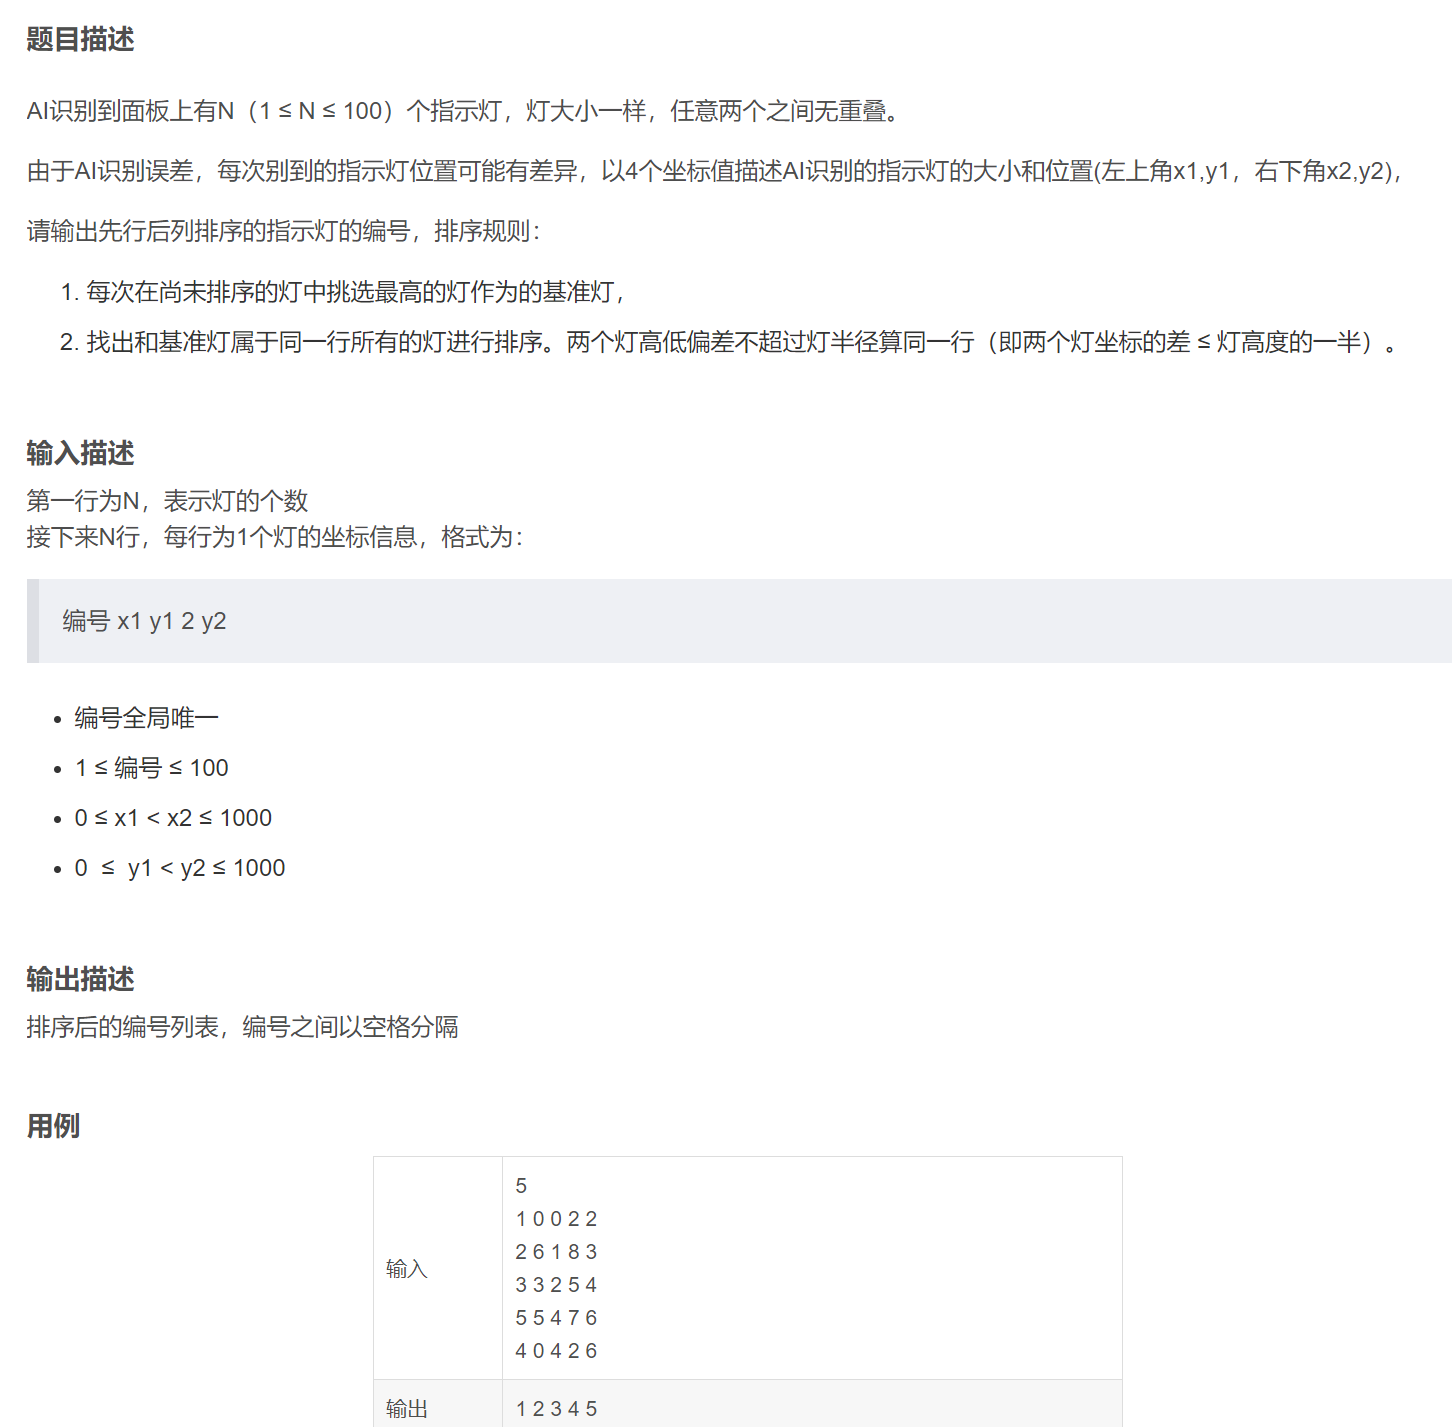 题目描述
AI识别到面板上有N（1 ≤ N ≤ 100）个指示灯，灯大小一样，任意两个之间无重叠。
由于AI识别误差，每次别到的指示灯位置可能有差异，以4个坐标值描述AI识别的指示灯的大小和位置(左上角x1,y1，右下角x2,y2)，
请输出先行后列排序的指示灯的编号，排序规则：
1. 每次在尚未排序的灯中挑选最高的灯作为的基准灯，
2. 找出和基准灯属于同一行所有的灯进行排序。两个灯高低偏差不超过灯半径算同一行（即两个灯坐标的差 ≤ 灯高度的一半）。
输入描述
第一行为N，表示灯的个数
接下来N行，每行为1个灯的坐标信息，格式为：
编号 x1 y1 2 y2
• 编号全局唯一
• 1 ≤ 编号 ≤ 100
• 0 ≤ x1 < x2 ≤ 1000
• 0 ≤ y1 < y2 ≤ 1000
输出描述
排序后的编号列表，编号之间以空格分隔
用例
输入
5
1 0 0 2 2
2 6 1 8 3
3 3 2 5 4
5 5 4 7 6
4 0 4 2 6
输出
1 2 3 4 5